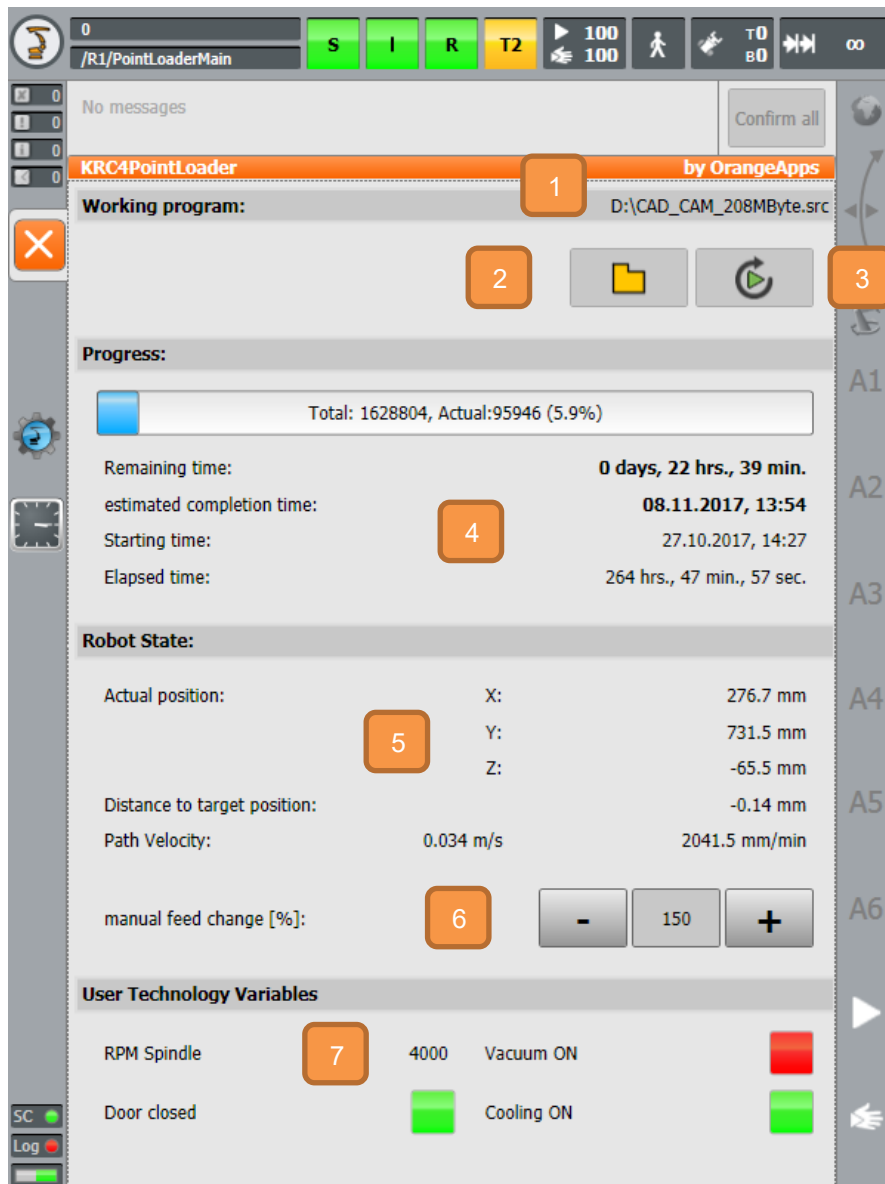 0
/R1/PointLoaderMain
S I R T2 100 100 T0 B0 ∞
0
0
0
0
No messages
Confirm all
KRC4PointLoader by OrangeApps
1
Working program: D:\CAD_CAM_208MByte.src
2 3
Progress:
A1
Total: 1628804, Actual:95946 (5.9%)
Remaining time: 0 days, 22 hrs., 39 min.
A2
estimated completion time: 08.11.2017, 13:54
4
Starting time: 27.10.2017, 14:27
Elapsed time: 264 hrs., 47 min., 57 sec.
A3
Robot State:
Actual position: X: 276.7 mm
A4
5 Y: 731.5 mm
Z: -65.5 mm
Distance to target position: -0.14 mm
A5
Path Velocity: 0.034 m/s 2041.5 mm/min
manual feed change [%]: 6 - 150 +
A6
User Technology Variables
RPM Spindle 7 4000 Vacuum ON
Door closed Cooling ON
SC
Log